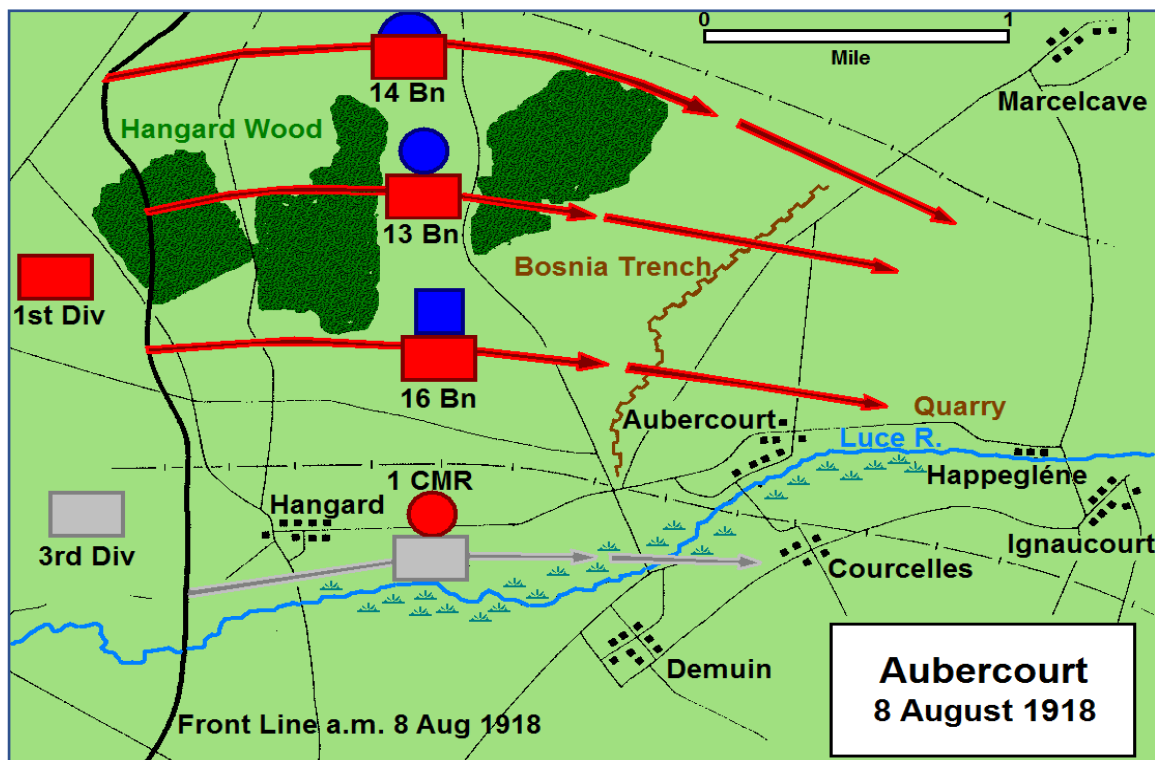 0
1
Mile
Marcelcave
14 Bn
Hangard Wood
13 Bn
Bosnia Trench
1st Div
16 Bn
Quarry
Aubercourt
Luce R.
Happegléne
1 CMR
Hangard
3rd Div
Ignaucourt
Courcelles
Demuin
Aubercourt
8 August 1918
Front Line a.m. 8 Aug 1918